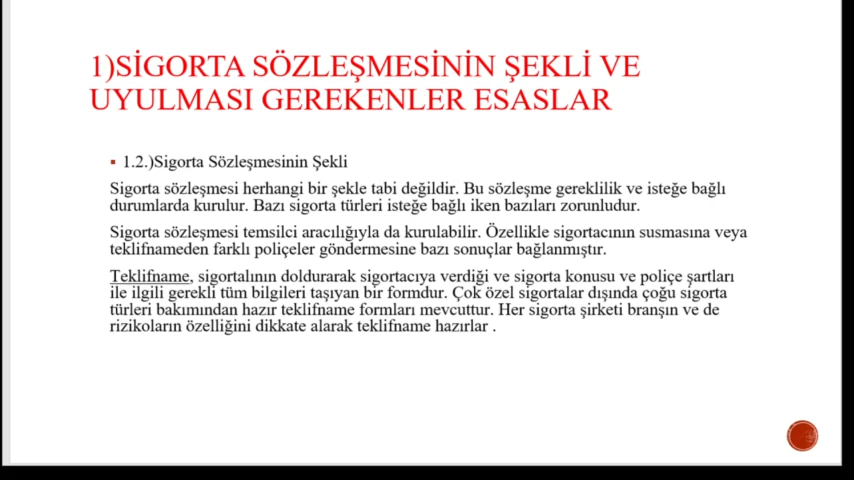 1)SİGORTA SÖZLEŞMESİNİN ŞEKLİ VE
UYULMASI GEREKENLER ESASLAR
1.2.)Sigorta Sözleşmesinin Şekli
Sigorta sözleşmesi herhangi bir şekle tabi değildir. Bu sözleşme gereklilik ve isteğe bağlı
durumlarda kurulur. Bazı sigorta türleri isteğe bağlı iken bazıları zorunludur.
Sigorta sözleşmesi temsilci aracılığıyla da kurulabilir. Özellikle sigortacının susmasına veya
teklifnameden farklı poliçeler göndermesine bazı sonuçlar bağlanmıştır.
Teklifname, sigortalının doldurarak sigortacıya verdiği ve sigorta konusu ve poliçe şartları
ile ilgili gerekli tüm bilgileri taşıyan bir formdur. Çok özel sigortalar dışında çoğu sigorta
türleri bakımından hazır teklifname formları mevcuttur. Her sigorta şirketi branşın ve de
rizikoların özelliğini dikkate alarak teklifname hazırlar .